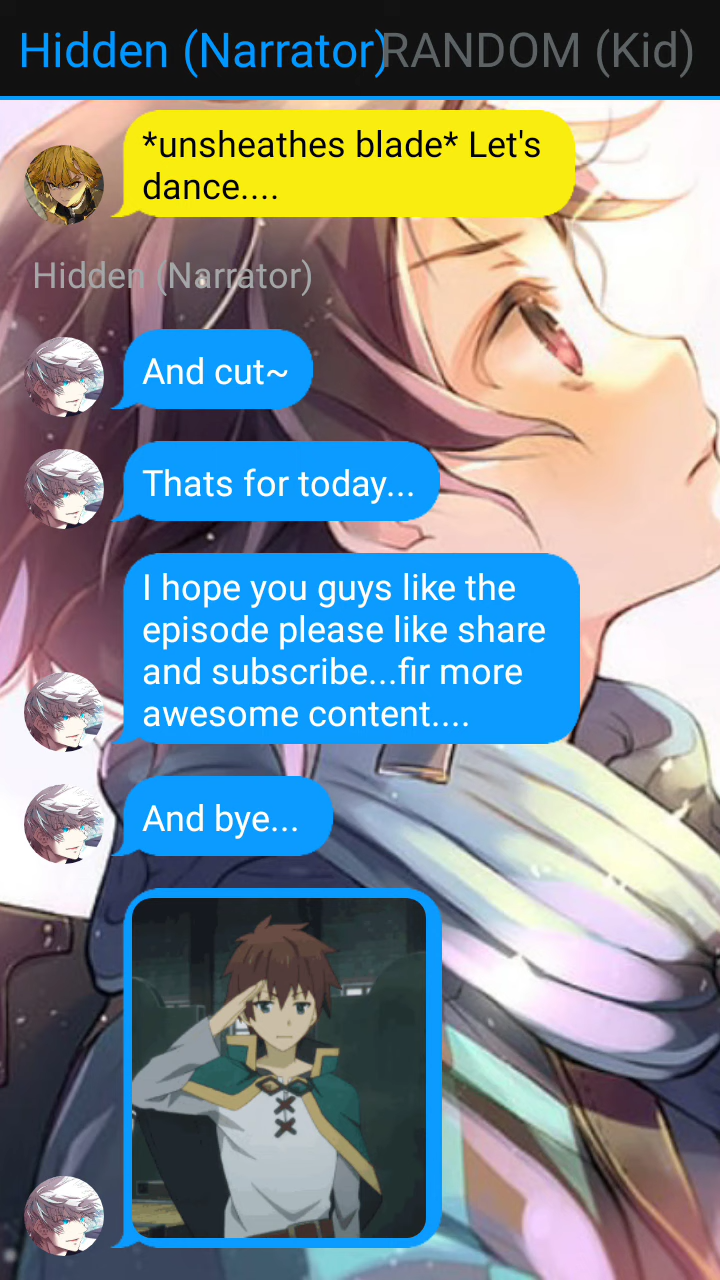 Hidden (Narrator)
RANDOM (Kid)
*unsheathes blade* Let's
dance....
Hidden (Narrator)
And cut~
Thats for today...
I hope you guys like the
episode please like share
and subscribe...fir more
awesome content....
And bye...